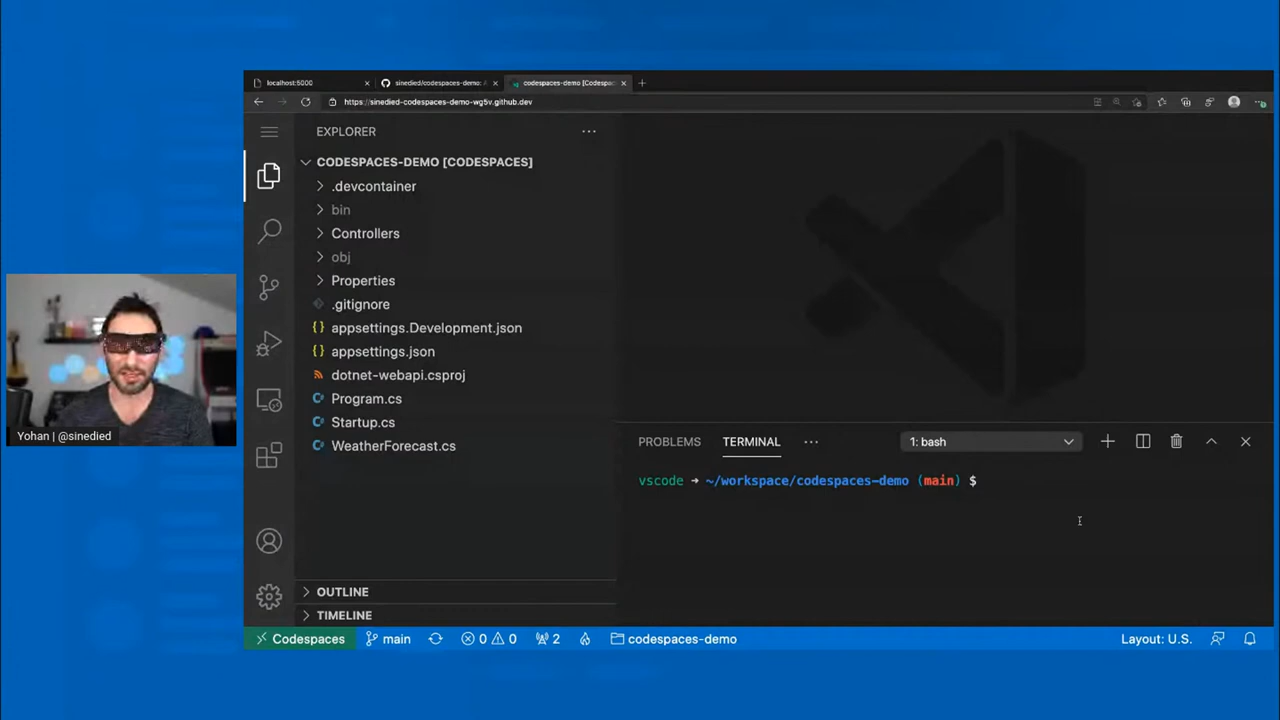 localhost:5000
sinedied/codespaces-demo: A
codespaces-demo [Codespac
https://sinedied-codespaces-demo-wg5v.github.dev
EXPLORER
CODESPACES-DEMO [CODESPACES]
.devcontainer
bin
Controllers
obj
Properties
.gitignore
{} appsettings.Development.json
{} appsettings.json
dotnet-webapi.csproj
C# Program.cs
C# Startup.cs
C# WeatherForecast.cs
OUTLINE
TIMELINE
PROBLEMS TERMINAL ··· 1: bash
vscode → ~/workspace/codespaces-demo (main) $
Yohan | @sinedied
Codespaces main 0 0 2 codespaces-demo Layout: U.S.